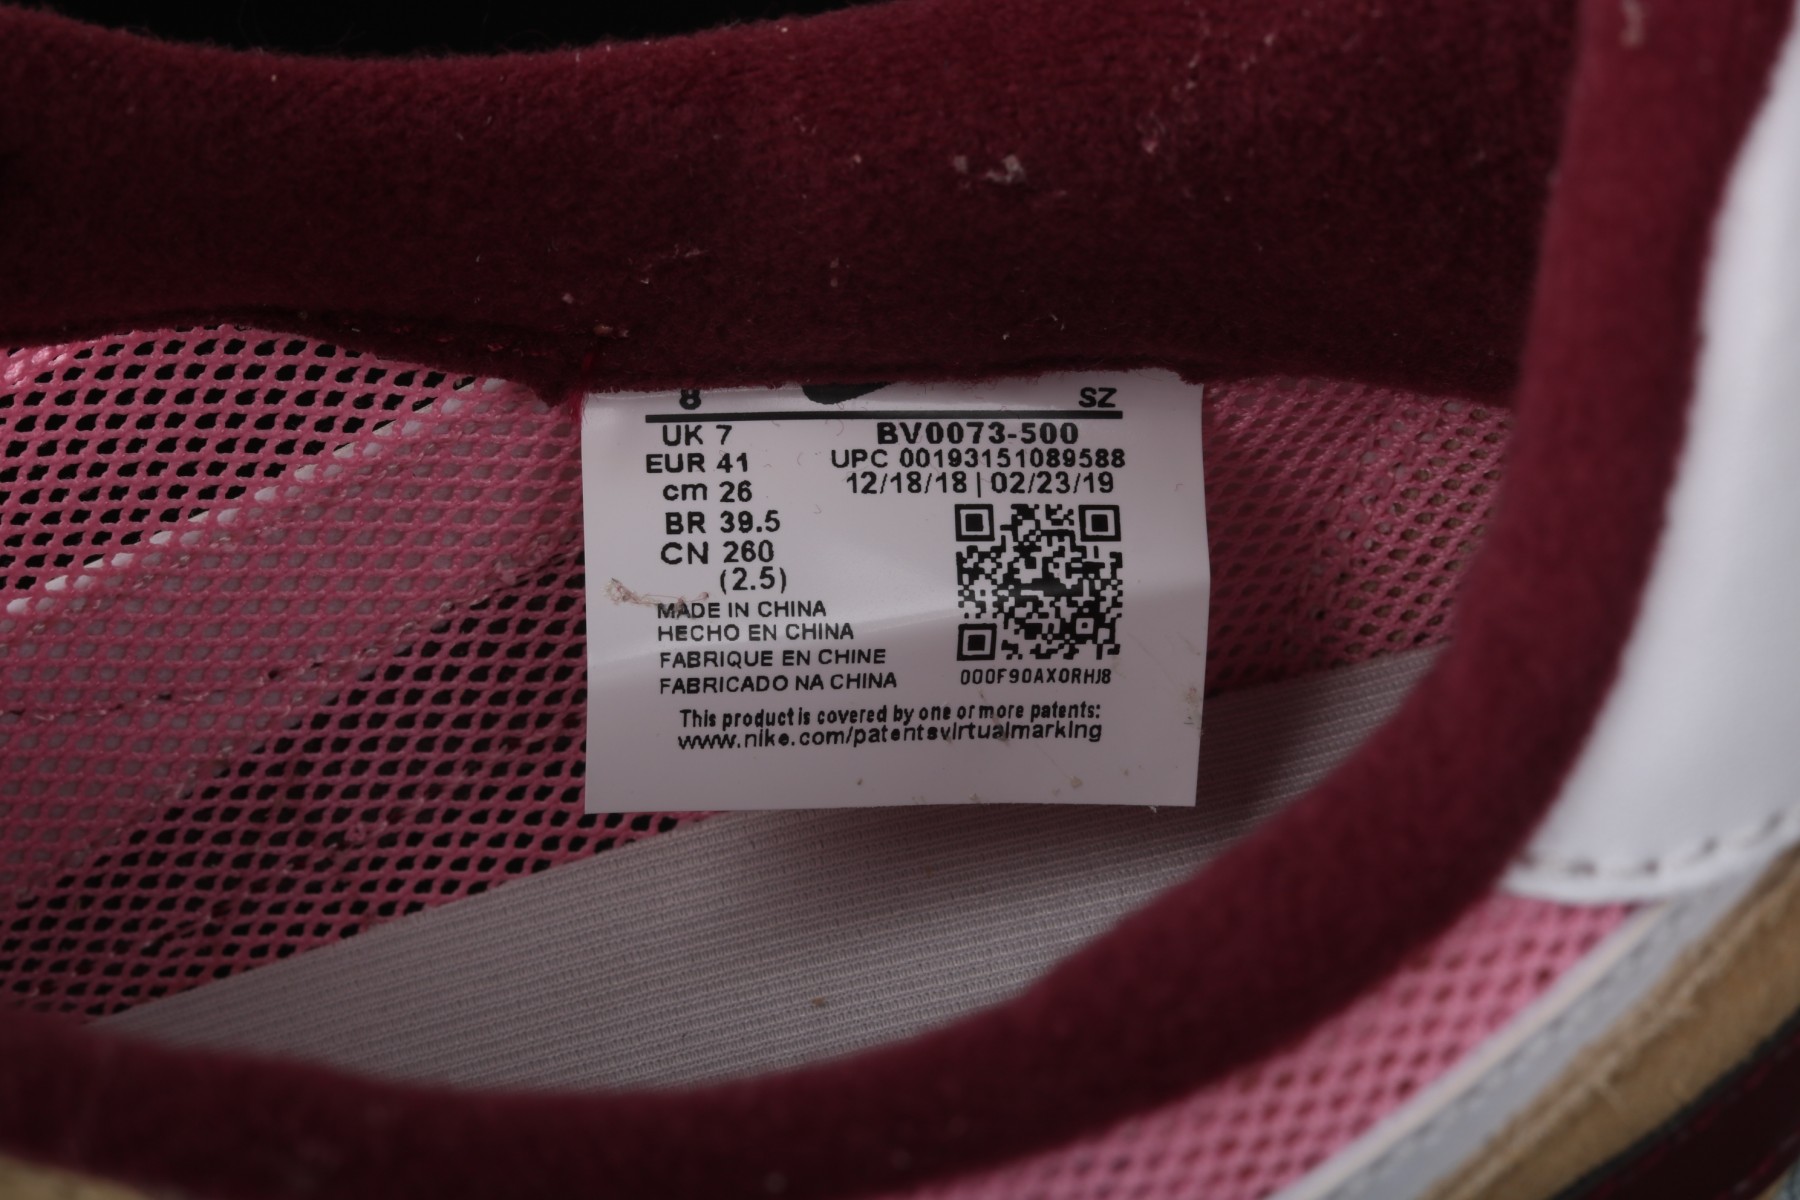 8 SZ
UK 7 BV0073-500
EUR 41 UPC 00193151089588
cm 26 12/18/18 | 02/23/19
BR 39.5
CN 260
(2.5)
MADE IN CHINA
HECHO EN CHINA
FABRIQUE EN CHINE
FABRICADO NA CHINA
000F90AX0RHJ8
This product is covered by one or more patents:
www.nike.com/patentsvirtualmarking